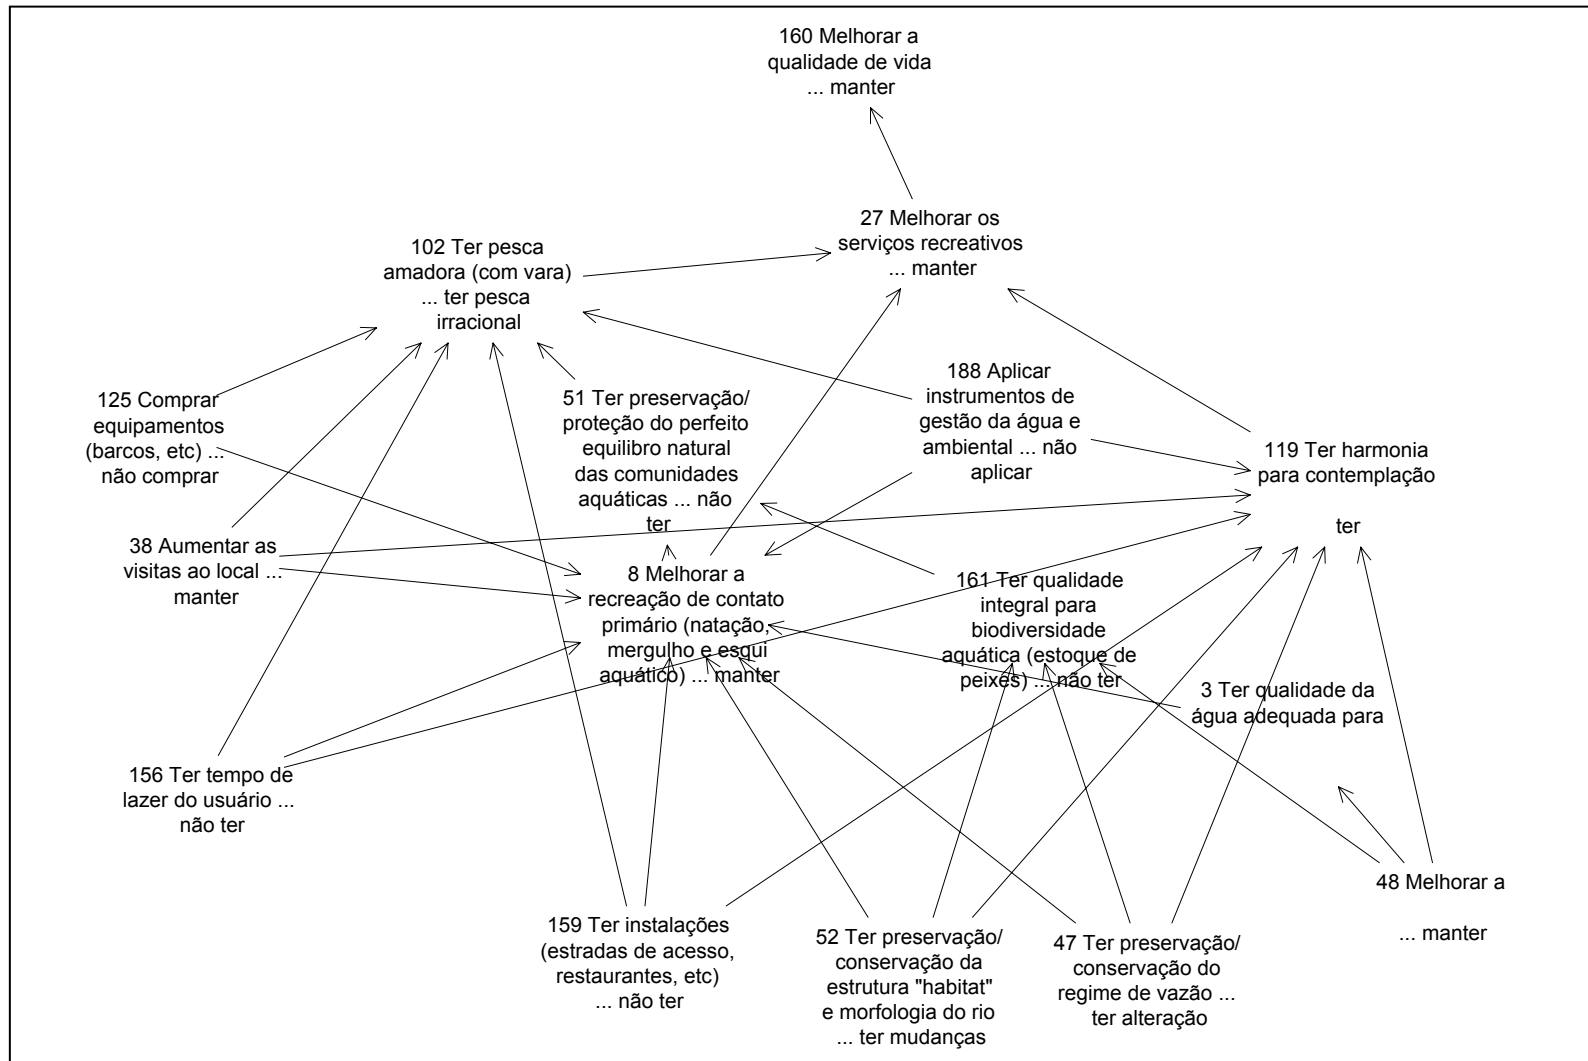 160 Melhorar a
qualidade de vida
... manter
27 Melhorar os
serviços recreativos
... manter
102 Ter pesca
amadora (com vara)
... ter pesca
irracional
125 Comprar
equipamentos
(barcos, etc) ...
não comprar
51 Ter preservação/
proteção do perfeito
equilibro natural
das comunidades
aquáticas ... não
ter
188 Aplicar
instrumentos de
gestão da água e
ambiental ... não
aplicar
119 Ter harmonia
para contemplação
ter
38 Aumentar as
visitas ao local ...
manter
8 Melhorar a
recreação de contato
primário (natação,
mergulho e esqui
aquático) ... manter
161 Ter qualidade
integral para
biodiversidade
aquática (estoque de
peixes) ... não ter
3 Ter qualidade da
água adequada para
156 Ter tempo de
lazer do usuário ...
não ter
48 Melhorar a
... manter
159 Ter instalações
(estradas de acesso,
restaurantes, etc)
... não ter
52 Ter preservação/
conservação da
estrutura "habitat"
e morfologia do rio
... ter mudanças
47 Ter preservação/
conservação do
regime de vazão ...
ter alteração